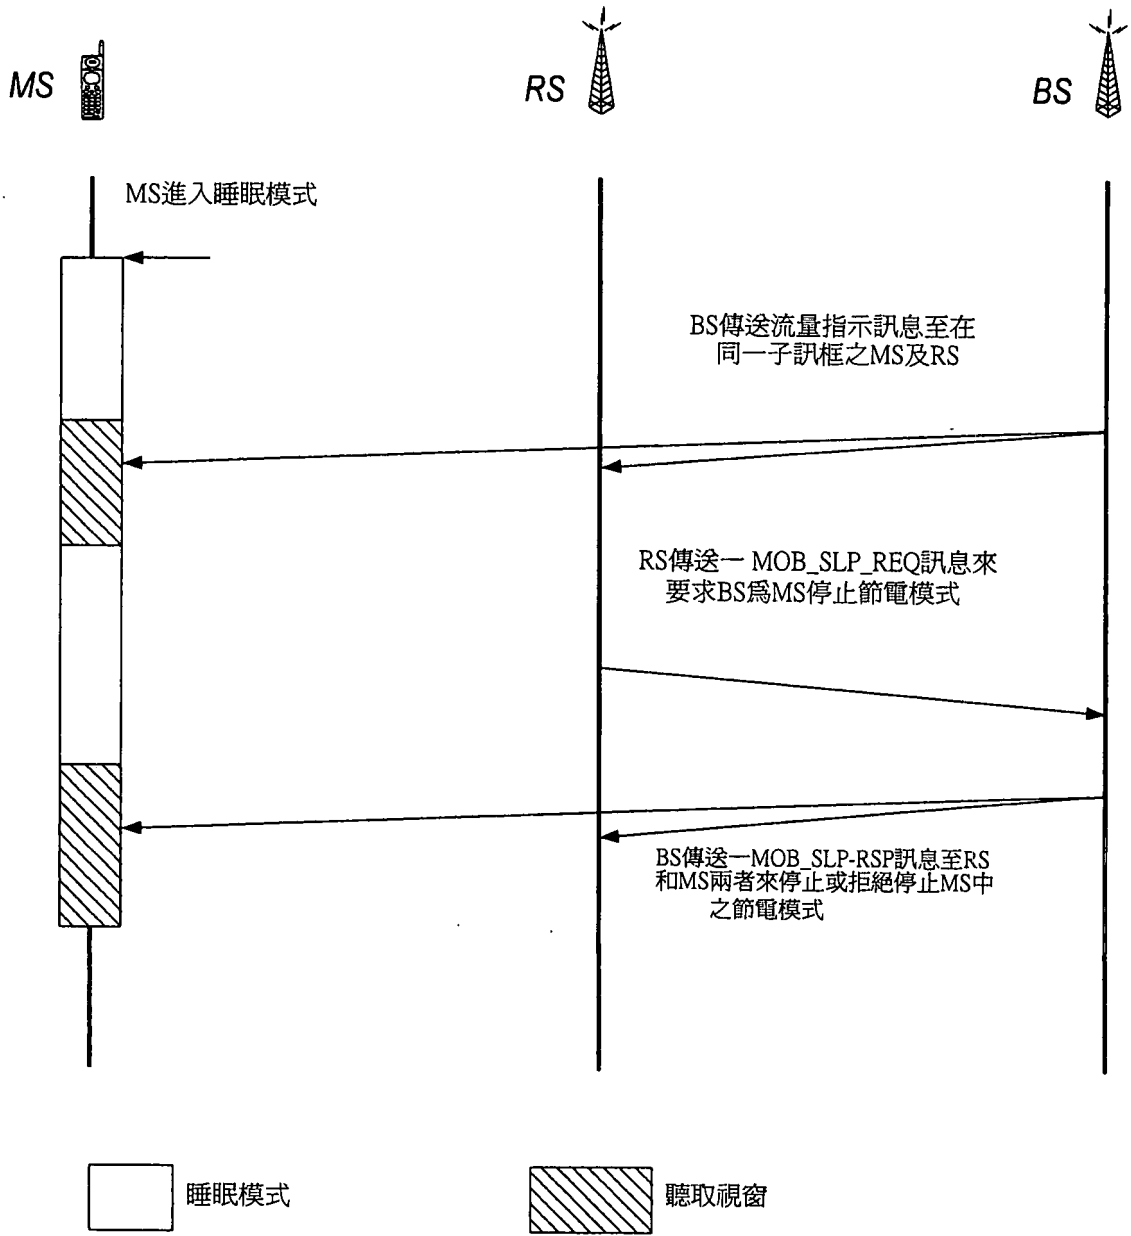 MS
RS
BS
MS進入睡眠模式
BS傳送流量指示訊息至在
同一子訊框之MS及RS
RS傳送一 MOB_SLP_REQ訊息來
要求BS爲MS停止節電模式
BS傳送一MOB_SLP-RSP訊息至RS
和MS兩者來停止或拒絕停止MS中
之節電模式
睡眠模式
聽取視窗